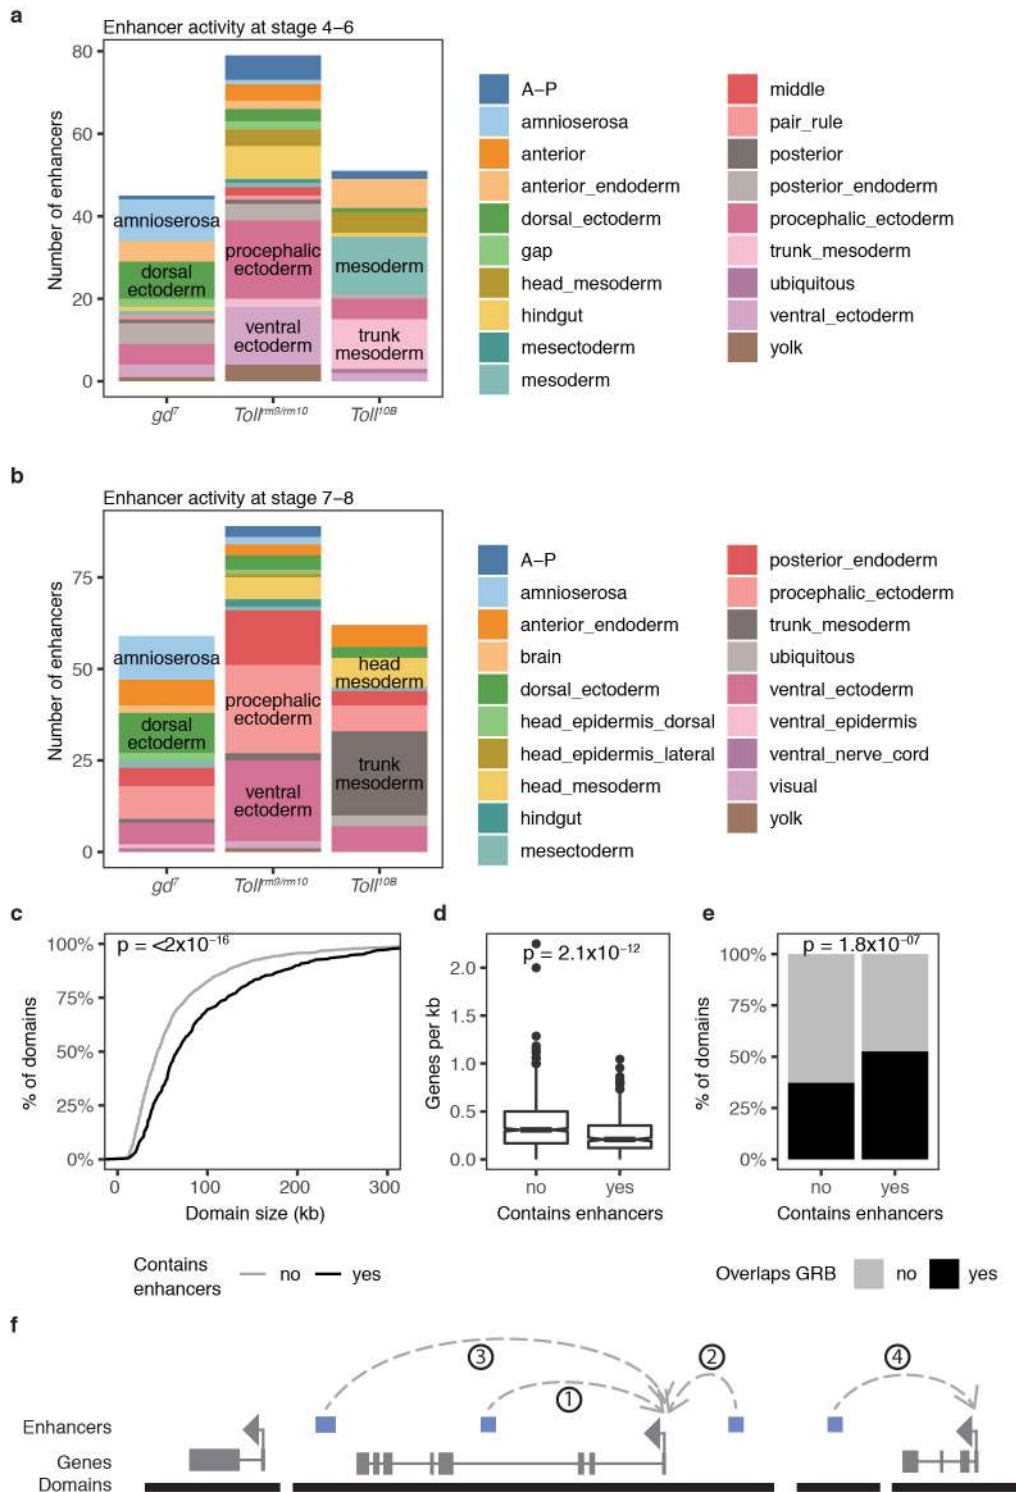 a
Enhancer activity at stage 4–6
Number of enhancers
80
60
40
20
0
amnioserosa
dorsal
ectoderm
procephalic
ectoderm
ventral
ectoderm
mesoderm
trunk
mesoderm
gd⁷
Tollʳᵐ⁹/ʳᵐ¹⁰
Toll¹⁰ᴮ
A–P
amnioserosa
anterior
anterior_endoderm
dorsal_ectoderm
gap
head_mesoderm
hindgut
mesectoderm
mesoderm
middle
pair_rule
posterior
posterior_endoderm
procephalic_ectoderm
trunk_mesoderm
ubiquitous
ventral_ectoderm
yolk
b
Enhancer activity at stage 7–8
Number of enhancers
75
50
25
0
amnioserosa
dorsal
ectoderm
procephalic
ectoderm
ventral
ectoderm
head
mesoderm
trunk
mesoderm
gd⁷
Tollʳᵐ⁹/ʳᵐ¹⁰
Toll¹⁰ᴮ
A–P
amnioserosa
anterior_endoderm
brain
dorsal_ectoderm
head_epidermis_dorsal
head_epidermis_lateral
head_mesoderm
hindgut
mesectoderm
posterior_endoderm
procephalic_ectoderm
trunk_mesoderm
ubiquitous
ventral_ectoderm
ventral_epidermis
ventral_nerve_cord
visual
yolk
c
p = <2x10⁻¹⁶
% of domains
100%
75%
50%
25%
0%
0 100 200 300
Domain size (kb)
Contains
enhancers
no yes
d
p = 2.1x10⁻¹²
Genes per kb
2.0
1.5
1.0
0.5
0.0
no yes
Contains enhancers
e
p = 1.8x10⁻⁰⁷
% of domains
100%
75%
50%
25%
0%
no yes
Contains enhancers
Overlaps GRB no yes
f
3 2 4
1
Enhancers
Genes
Domains